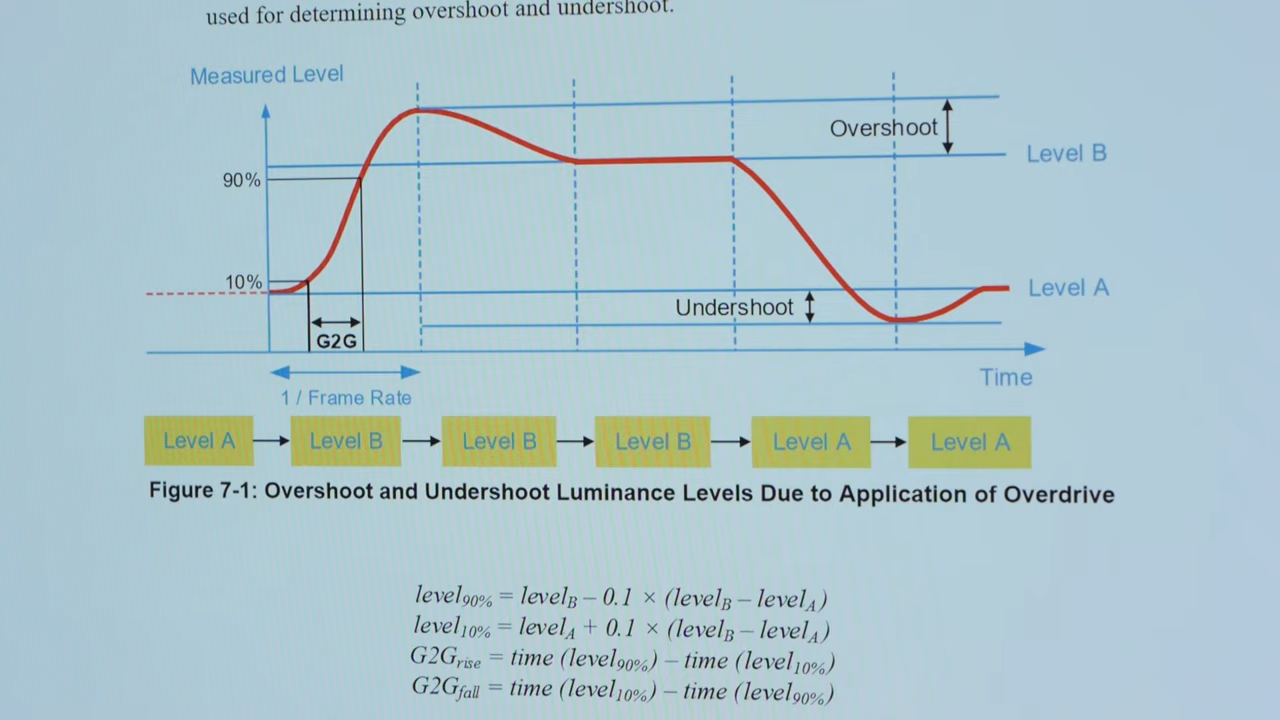 used for determining overshoot and undershoot.
Measured Level
Overshoot
Level B
90%
10%
Level A
Undershoot
G2G
Time
1 / Frame Rate
Level A Level B Level B Level B Level A Level A
Figure 7-1: Overshoot and Undershoot Luminance Levels Due to Application of Overdrive
level90% = levelB – 0.1 × (levelB – levelA)
level10% = levelA + 0.1 × (levelB – levelA)
G2Grise = time (level90%) – time (level10%)
G2Gfall = time (level10%) – time (level90%)